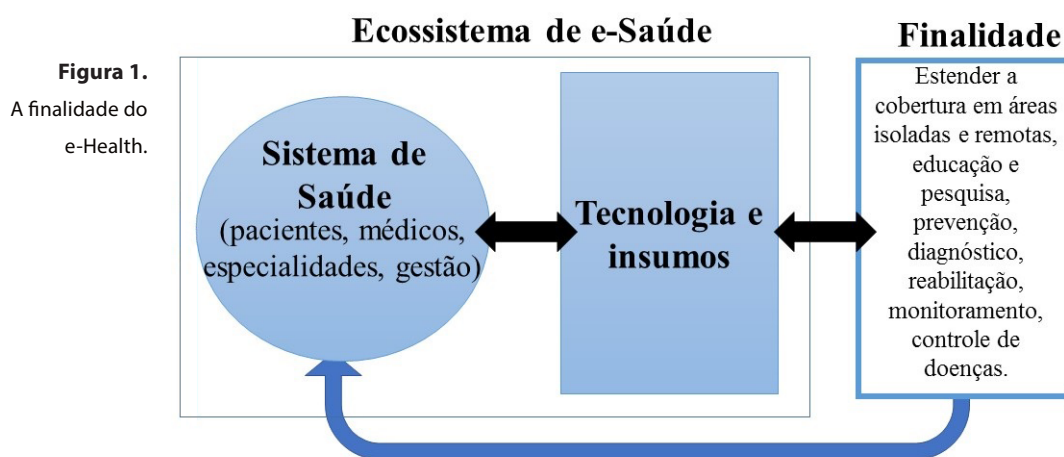 Figura 1.
A finalidade do
e-Health.
Ecossistema de e-Saúde
Sistema de
Saúde
(pacientes, médicos,
especialidades, gestão)
Tecnologia e
insumos
Finalidade
Estender a
cobertura em áreas
isoladas e remotas,
educação e
pesquisa,
prevenção,
diagnóstico,
reabilitação,
monitoramento,
controle de
doenças.